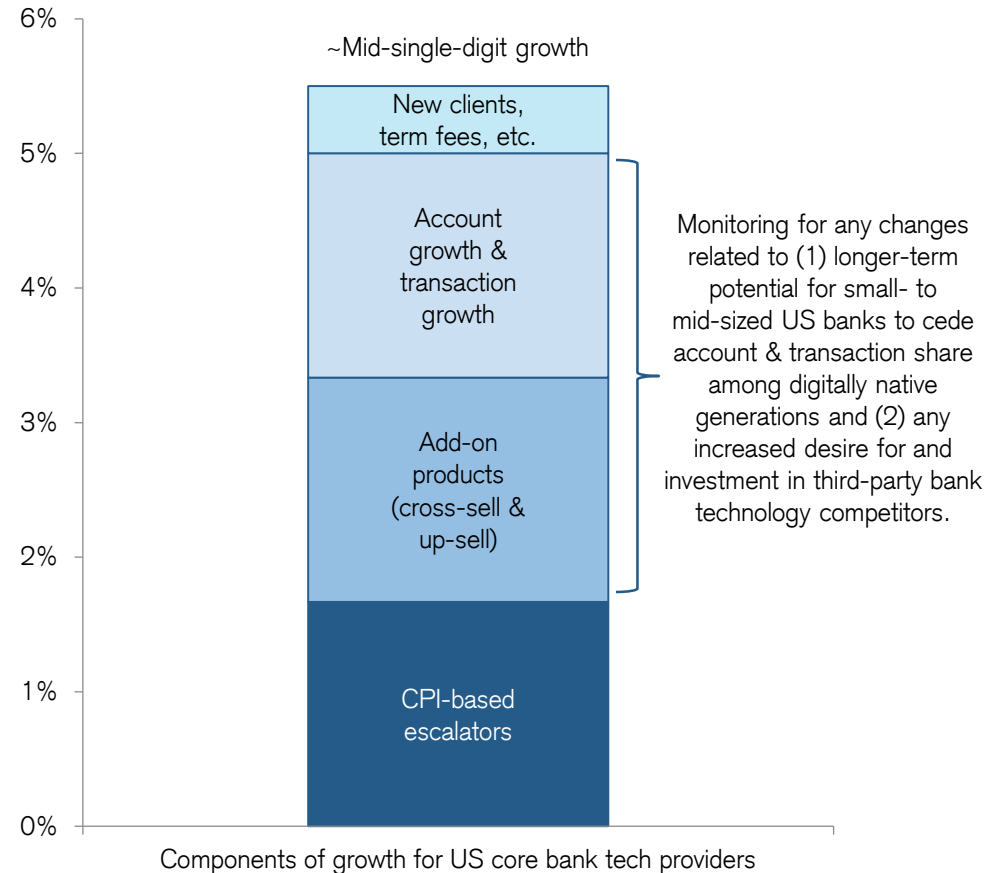 6%
5%
4%
3%
2%
1%
0%
~Mid-single-digit growth
New clients,
term fees, etc.
Account
growth &
transaction
growth
Add-on
products
(cross-sell &
up-sell)
CPI-based
escalators
Monitoring for any changes
related to (1) longer-term
potential for small- to
mid-sized US banks to cede
account & transaction share
among digitally native
generations and (2) any
increased desire for and
investment in third-party bank
technology competitors.
Components of growth for US core bank tech providers